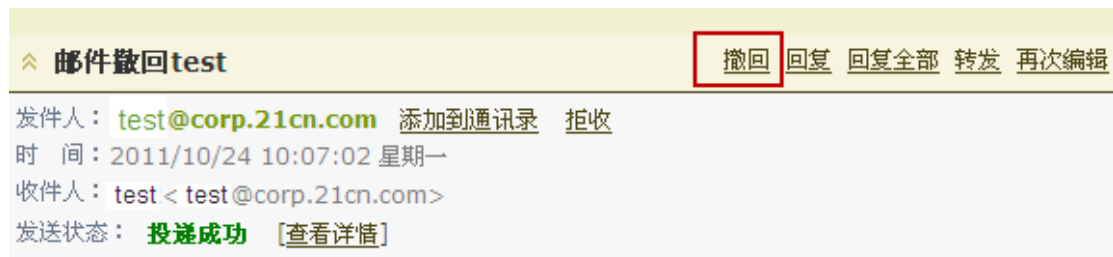 邮件撤回test 撤回 回复 回复全部 转发 再次编辑
发件人： test@corp.21cn.com 添加到通讯录 拒收
时 间：2011/10/24 10:07:02 星期一
收件人： test < test@corp.21cn.com>
发送状态： 投递成功 [查看详情]